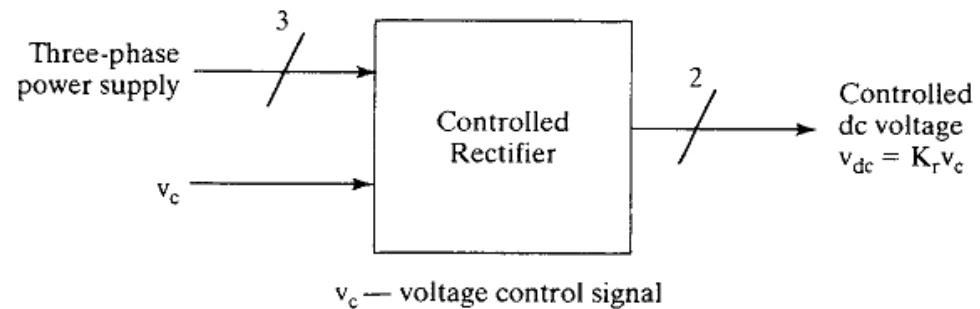 3
Three-phase
power supply
v_c
Controlled
Rectifier
2
Controlled
dc voltage
v_dc = K_r v_c
v_c — voltage control signal